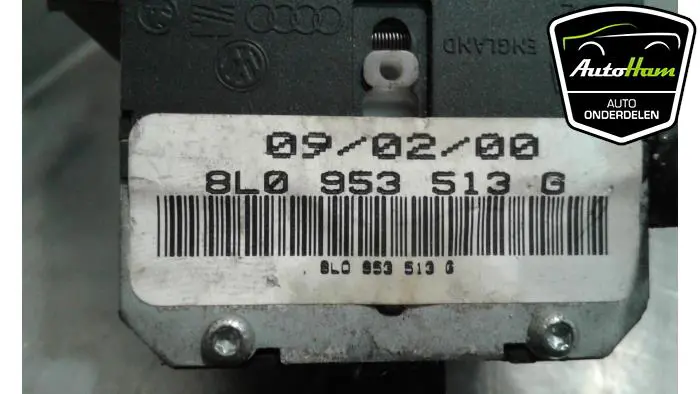 ENGLAND
AutoHam
AUTO
ONDERDELEN
09/02/00
8L0 953 513 G
8L0 953 513 G